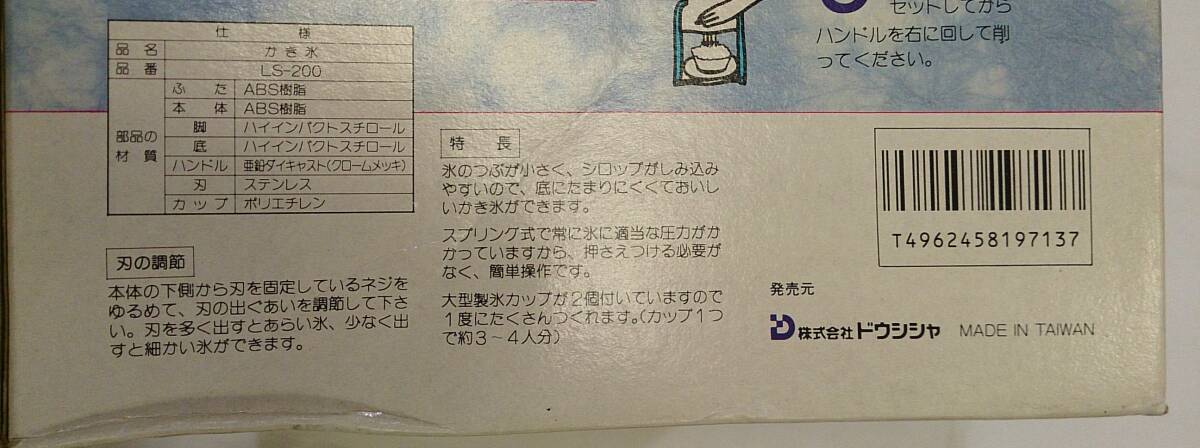 セットしてから
ハンドルを右に回して削
ってください。
仕 様
品 名 かき氷
品 番 LS-200
部品の材質
ふ た ABS樹脂
本 体 ABS樹脂
脚 ハイインパクトスチロール
底 ハイインパクトスチロール
ハンドル 亜鉛ダイキャスト(クロームメッキ)
刃 ステンレス
カップ ポリエチレン
刃の調節
本体の下側から刃を固定しているネジを
ゆるめて、刃の出ぐあいを調節して下さ
い。刃を多く出すとあらい氷、少なく出
すと細かい氷ができます。
特 長
氷のつぶが小さく、シロップがしみ込み
やすいので、底にたまりにくくておいし
いかき氷ができます。
スプリング式で常に氷に適当な圧力がか
かっていますから、押さえつける必要が
なく、簡単操作です。
大型製氷カップが2個付いていますので
1度にたくさんつくれます。(カップ1つ
で約3~4人分)
T4962458197137
発売元
株式会社ドウシシャ MADE IN TAIWAN